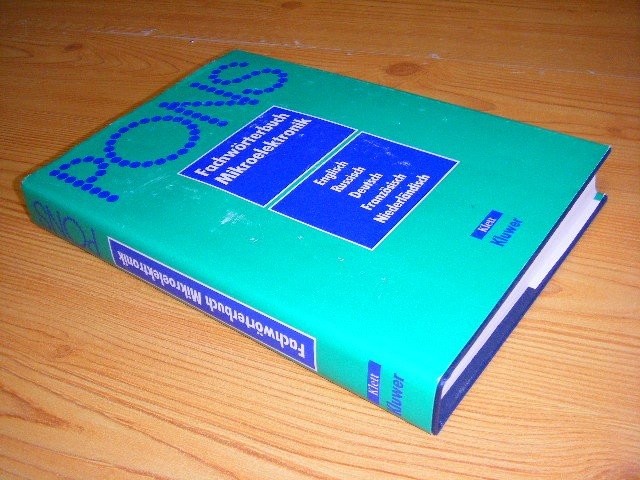 PONS
Fachwörterbuch
Mikroelektronik
Englisch
Russisch
Deutsch
Französisch
Niederländisch
Klett
Kluwer
PONS
Fachwörterbuch Mikroelektronik
Klett
Kluwer